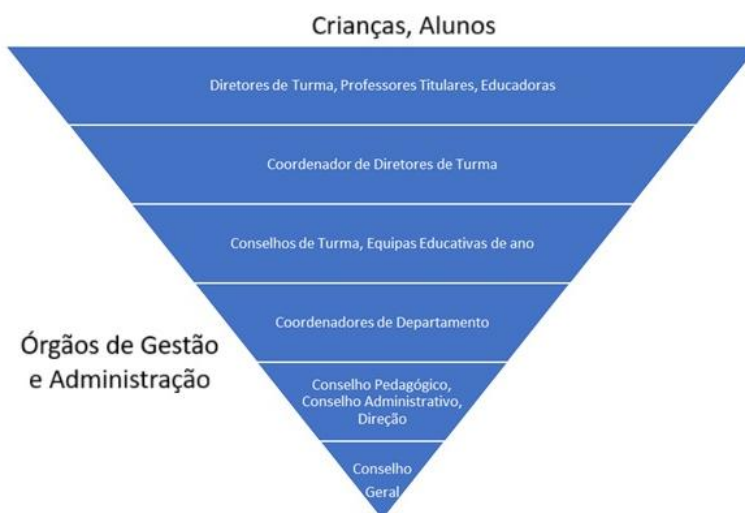 Crianças, Alunos
Diretores de Turma, Professores Titulares, Educadoras
Coordenador de Diretores de Turma
Conselhos de Turma, Equipas Educativas de ano
Coordenadores de Departamento
Órgãos de Gestão
e Administração
Conselho Pedagógico,
Conselho Administrativo,
Direção
Conselho
Geral